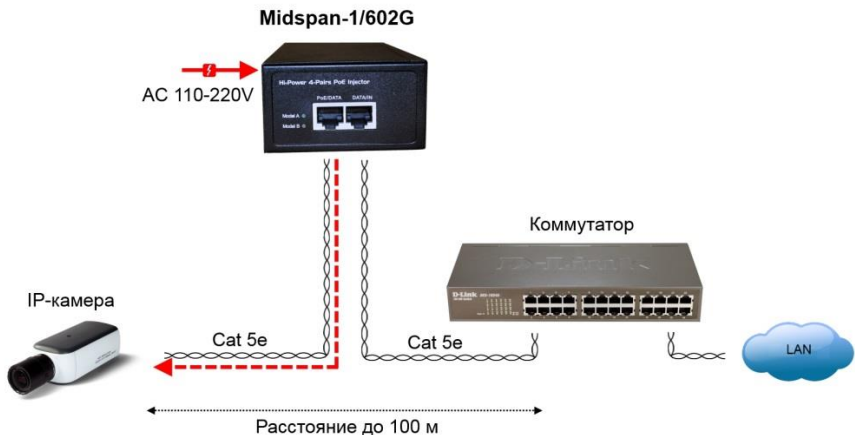 Midspan-1/602G
AC 110-220V
Hi-Power 4-Pairs PoE Injector
PoE/DATA DATA/IN
Mode A
Mode B
Коммутатор
D-Link
D-Link
IP-камера
Cat 5e
Cat 5e
LAN
Расстояние до 100 м